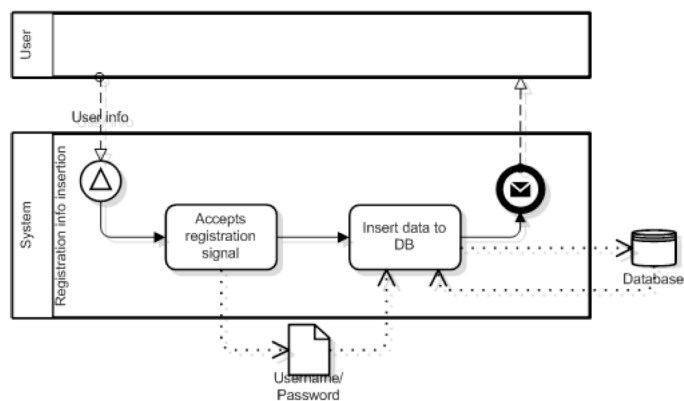 User
User info
System
Registration info insertion
Accepts
registration
signal
Insert data to
DB
Database
Username/
Password